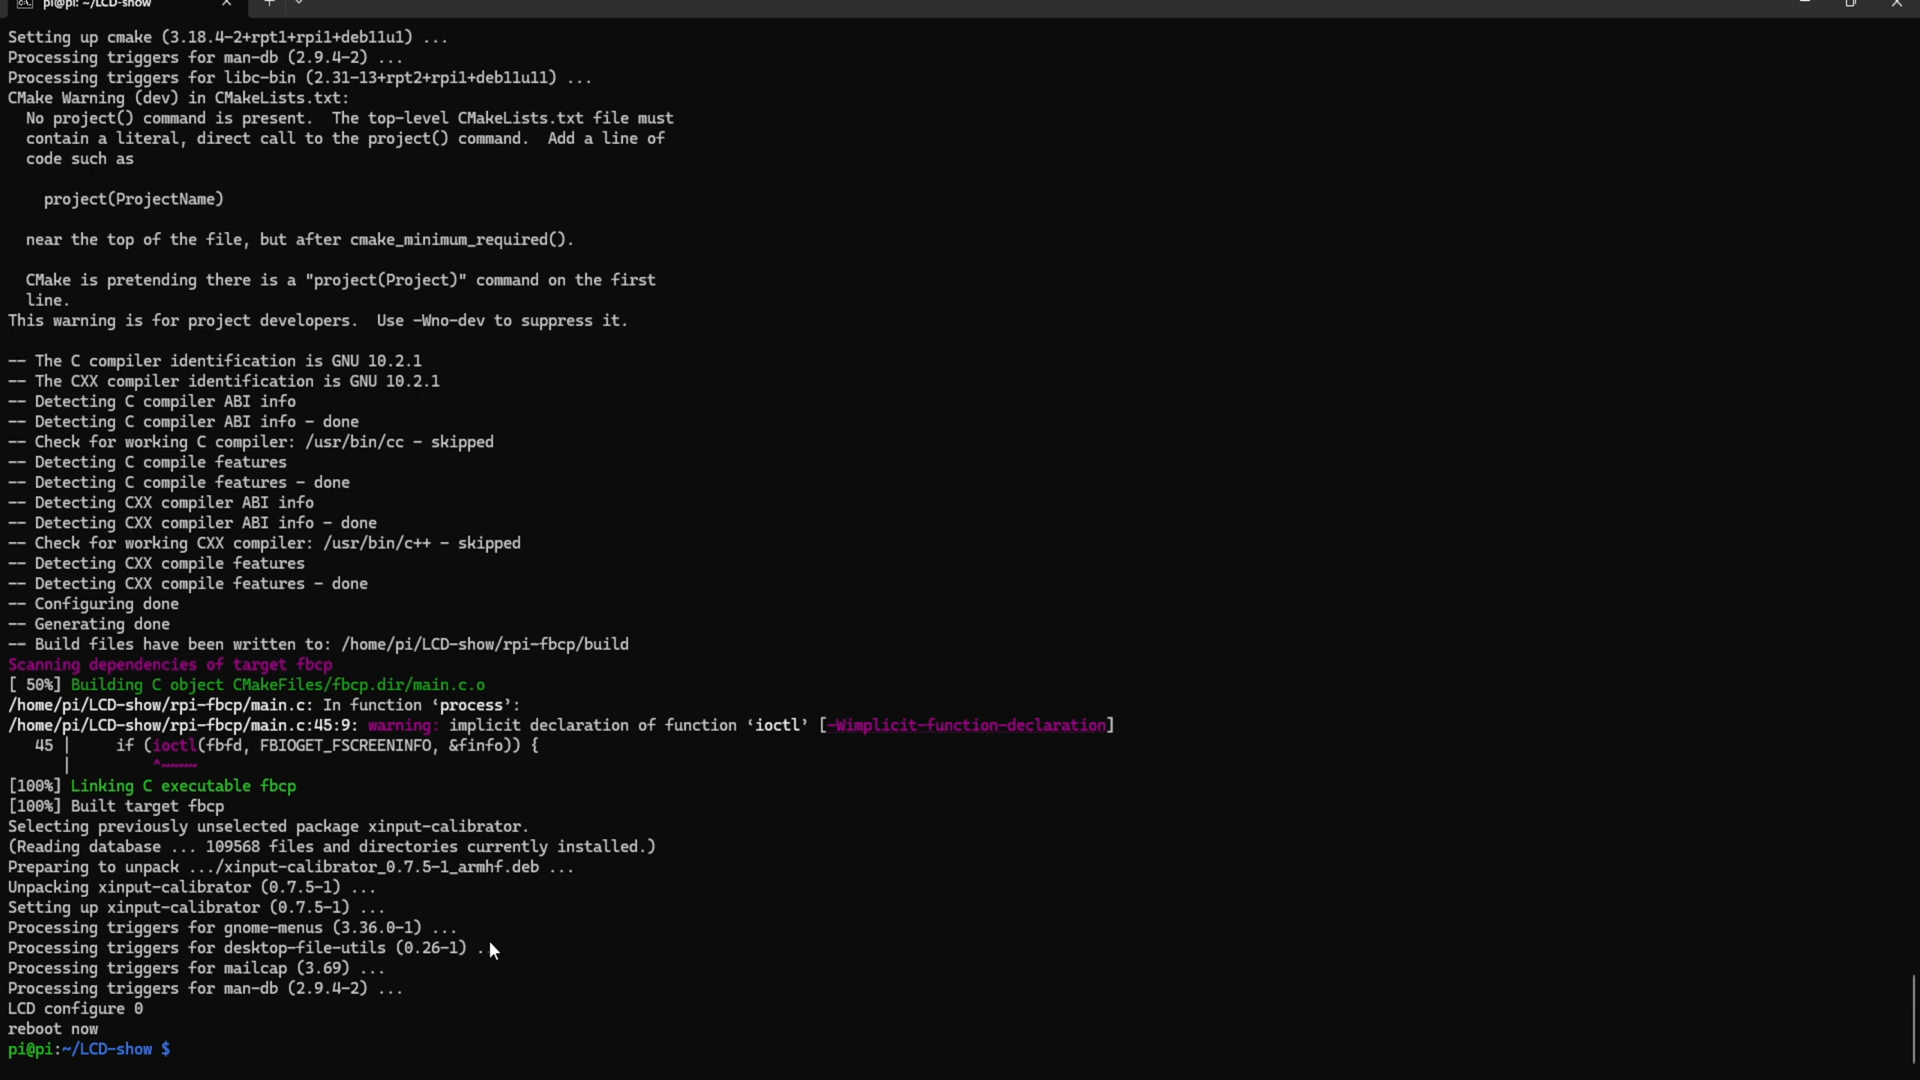 pi@pi: ~/LCD-show
Setting up cmake (3.18.4-2+rpt1+rpi1+deb11u1) ...
Processing triggers for man-db (2.9.4-2) ...
Processing triggers for libc-bin (2.31-13+rpt2+rpi1+deb11u11) ...
CMake Warning (dev) in CMakeLists.txt:
  No project() command is present.  The top-level CMakeLists.txt file must
  contain a literal, direct call to the project() command.  Add a line of
  code such as
    project(ProjectName)
  near the top of the file, but after cmake_minimum_required().
  CMake is pretending there is a "project(Project)" command on the first
  line.
This warning is for project developers.  Use -Wno-dev to suppress it.
-- The C compiler identification is GNU 10.2.1
-- The CXX compiler identification is GNU 10.2.1
-- Detecting C compiler ABI info
-- Detecting C compiler ABI info - done
-- Check for working C compiler: /usr/bin/cc - skipped
-- Detecting C compile features
-- Detecting C compile features - done
-- Detecting CXX compiler ABI info
-- Detecting CXX compiler ABI info - done
-- Check for working CXX compiler: /usr/bin/c++ - skipped
-- Detecting CXX compile features
-- Detecting CXX compile features - done
-- Configuring done
-- Generating done
-- Build files have been written to: /home/pi/LCD-show/rpi-fbcp/build
Scanning dependencies of target fbcp
[ 50%] Building C object CMakeFiles/fbcp.dir/main.c.o
/home/pi/LCD-show/rpi-fbcp/main.c: In function ‘process’:
/home/pi/LCD-show/rpi-fbcp/main.c:45:9: warning: implicit declaration of function ‘ioctl’ [-Wimplicit-function-declaration]
   45 |     if (ioctl(fbfd, FBIOGET_FSCREENINFO, &finfo)) {
      |         ^~~~~
[100%] Linking C executable fbcp
[100%] Built target fbcp
Selecting previously unselected package xinput-calibrator.
(Reading database ... 109568 files and directories currently installed.)
Preparing to unpack .../xinput-calibrator_0.7.5-1_armhf.deb ...
Unpacking xinput-calibrator (0.7.5-1) ...
Setting up xinput-calibrator (0.7.5-1) ...
Processing triggers for gnome-menus (3.36.0-1) ...
Processing triggers for desktop-file-utils (0.26-1) ..
Processing triggers for mailcap (3.69) ...
Processing triggers for man-db (2.9.4-2) ...
LCD configure 0
reboot now
pi@pi:~/LCD-show $